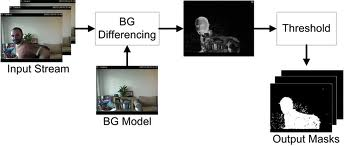 BG
Differencing
Threshold
Input Stream
BG Model
Output Masks